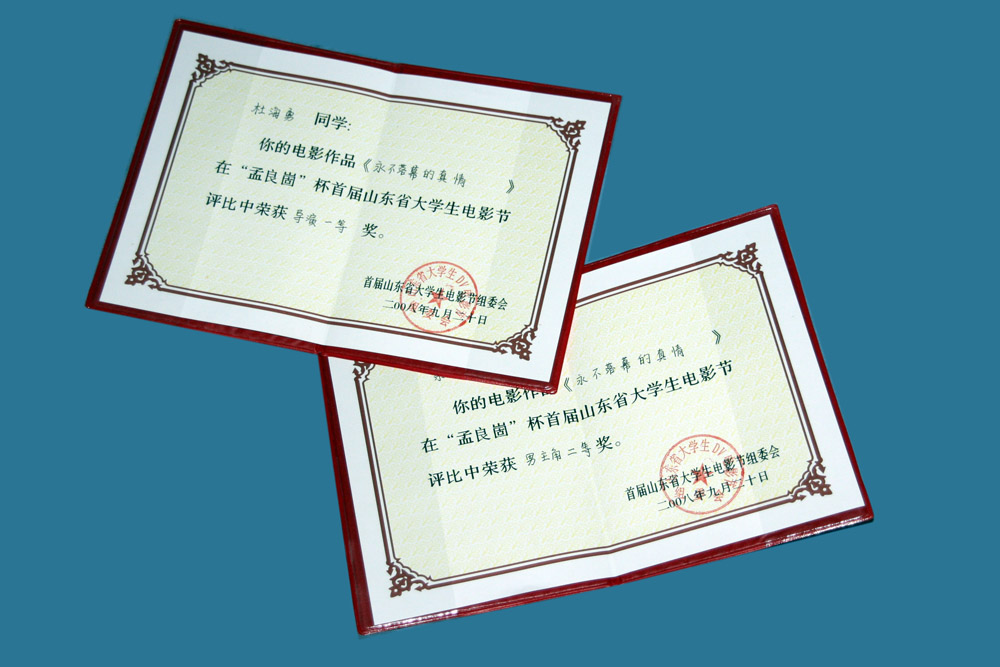 杜海勇 同学:
你的电影作品《永不落幕的真情》
在“孟良崮”杯首届山东省大学生电影节
评比中荣获 导演一等 奖。
首届山东省大学生电影节组委会
二00八年九月二十日
你的电影作品《永不落幕的真情》
在“孟良崮”杯首届山东省大学生电影节
评比中荣获 男主角二等奖。
首届山东省大学生电影节组委会
二00八年九月二十日